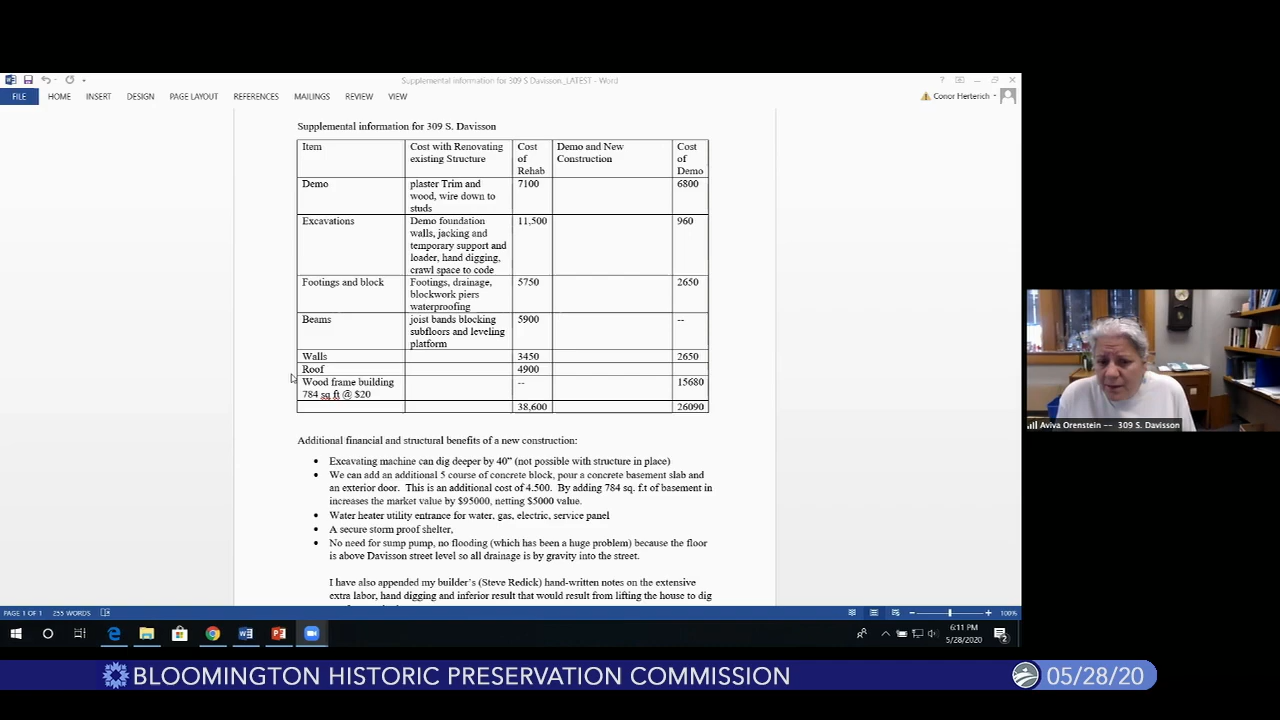 Supplemental information for 309 S Davisson_LATEST - Word
FILE HOME INSERT DESIGN PAGE LAYOUT REFERENCES MAILINGS REVIEW VIEW
Conor Herterich
Supplemental information for 309 S. Davisson
Item
Cost with Renovating
existing Structure
Cost
of
Rehab
Demo and New
Construction
Cost
of
Demo
Demo
plaster Trim and
wood, wire down to
studs
7100
6800
Excavations
Demo foundation
walls, jacking and
temporary support and
loader, hand digging,
crawl space to code
11,500
960
Footings and block
Footings, drainage,
blockwork piers
waterproofing
5750
2650
Beams
joist bands blocking
subfloors and leveling
platform
5900
--
Walls
3450
2650
Roof
4900
Wood frame building
784 sq ft @ $20
--
15680
38,600
26090
Additional financial and structural benefits of a new construction:
• Excavating machine can dig deeper by 40” (not possible with structure in place)
• We can add an additional 5 course of concrete block, pour a concrete basement slab and
an exterior door. This is an additional cost of 4.500. By adding 784 sq. f.t of basement in
increases the market value by $95000, netting $5000 value.
• Water heater utility entrance for water, gas, electric, service panel
• A secure storm proof shelter,
• No need for sump pump, no flooding (which has been a huge problem) because the floor
is above Davisson street level so all drainage is by gravity into the street.
I have also appended my builder’s (Steve Redick) hand-written notes on the extensive
extra labor, hand digging and inferior result that would result from lifting the house to dig
Aviva Orenstein -- 309 S. Davisson
PAGE 1 OF 1 255 WORDS
100%
6:11 PM
5/28/2020
2
BLOOMINGTON HISTORIC PRESERVATION COMMISSION
05/28/20